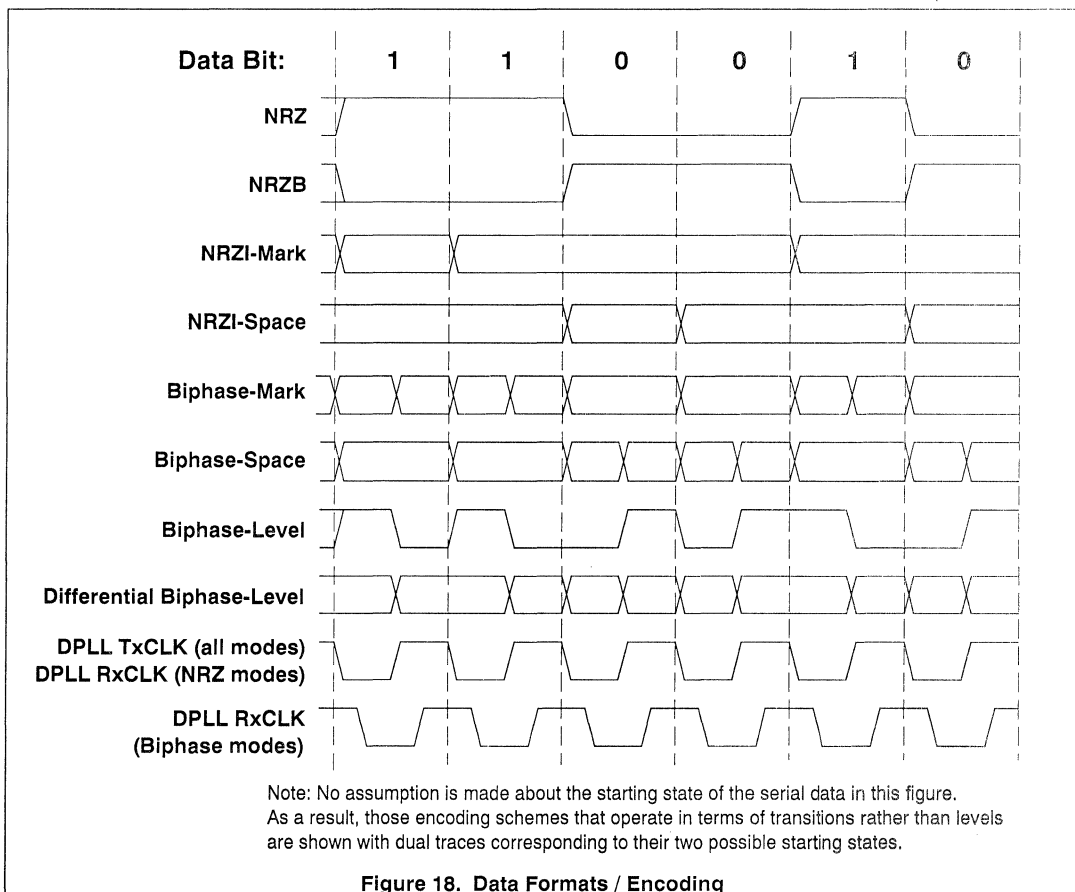 Data Bit: 1 1 0 0 1 0
NRZ
NRZB
NRZI-Mark
NRZI-Space
Biphase-Mark
Biphase-Space
Biphase-Level
Differential Biphase-Level
DPLL TxCLK (all modes)
DPLL RxCLK (NRZ modes)
DPLL RxCLK
(Biphase modes)
Note: No assumption is made about the starting state of the serial data in this figure.
As a result, those encoding schemes that operate in terms of transitions rather than levels
are shown with dual traces corresponding to their two possible starting states.
Figure 18. Data Formats / Encoding